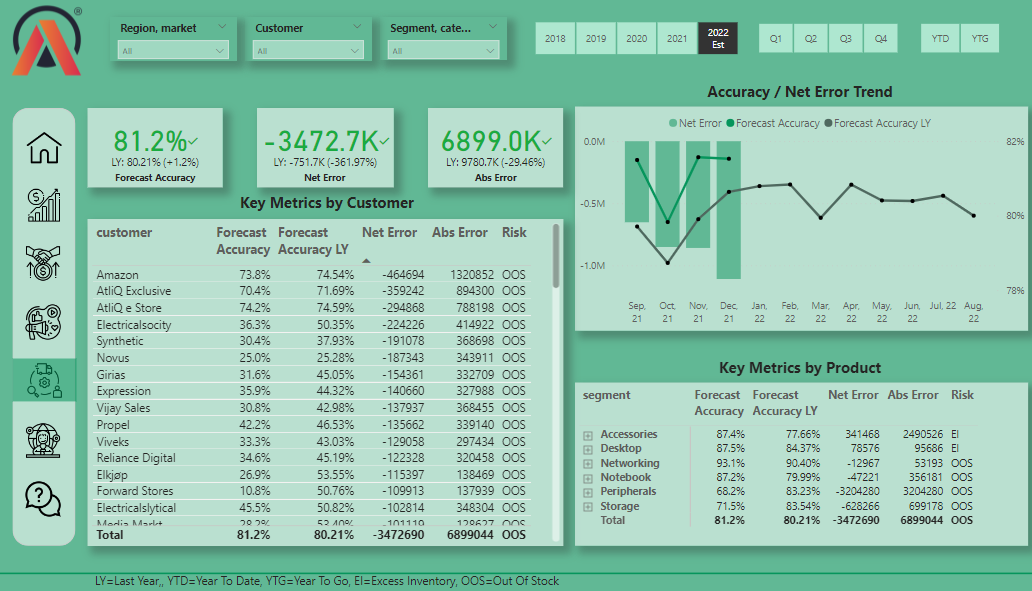 ®
Region, market
All
Customer
All
Segment, cate...
All
2018
2019
2020
2021
2022
Est
Q1
Q2
Q3
Q4
YTD
YTG
81.2%
LY: 80.21% (+1.2%)
Forecast Accuracy
-3472.7K
LY: -751.7K (-361.97%)
Net Error
6899.0K
LY: 9780.7K (-29.46%)
Abs Error
Accuracy / Net Error Trend
Net Error Forecast Accuracy Forecast Accuracy LY
0.0M
-0.5M
-1.0M
82%
80%
78%
Sep, 21
Oct, 21
Nov, 21
Dec, 21
Jan, 22
Feb, 22
Mar, 22
Apr, 22
May, 22
Jun, 22
Jul, 22
Aug, 22
Key Metrics by Customer
customer Forecast Accuracy Forecast Accuracy LY Net Error Abs Error Risk
Amazon 73.8% 74.54% -464694 1320852 OOS
AtliQ Exclusive 70.4% 71.69% -359242 894300 OOS
AtliQ e Store 74.2% 74.59% -294868 788198 OOS
Electricalsocity 36.3% 50.35% -224226 414922 OOS
Synthetic 30.4% 37.93% -191078 368698 OOS
Novus 25.0% 25.28% -187343 343911 OOS
Girias 31.6% 45.05% -154361 332709 OOS
Expression 35.9% 44.32% -140660 327988 OOS
Vijay Sales 30.8% 42.98% -137937 368455 OOS
Propel 42.2% 46.53% -135662 339140 OOS
Viveks 33.3% 43.03% -129058 297434 OOS
Reliance Digital 34.6% 45.19% -122328 320458 OOS
Elkjøp 26.9% 53.55% -115397 138469 OOS
Forward Stores 10.8% 50.76% -109913 137939 OOS
Electricalslytical 45.5% 50.82% -102814 348304 OOS
Media Markt 28.2% 53.40% -101119 128627 OOS
Total 81.2% 80.21% -3472690 6899044 OOS
Key Metrics by Product
segment Forecast Accuracy Forecast Accuracy LY Net Error Abs Error Risk
Accessories 87.4% 77.66% 341468 2490526 EI
Desktop 87.5% 84.37% 78576 95686 EI
Networking 93.1% 90.40% -12967 53193 OOS
Notebook 87.2% 79.99% -47221 356181 OOS
Peripherals 68.2% 83.23% -3204280 3204280 OOS
Storage 71.5% 83.54% -628266 699178 OOS
Total 81.2% 80.21% -3472690 6899044 OOS
LY=Last Year,, YTD=Year To Date, YTG=Year To Go, EI=Excess Inventory, OOS=Out Of Stock